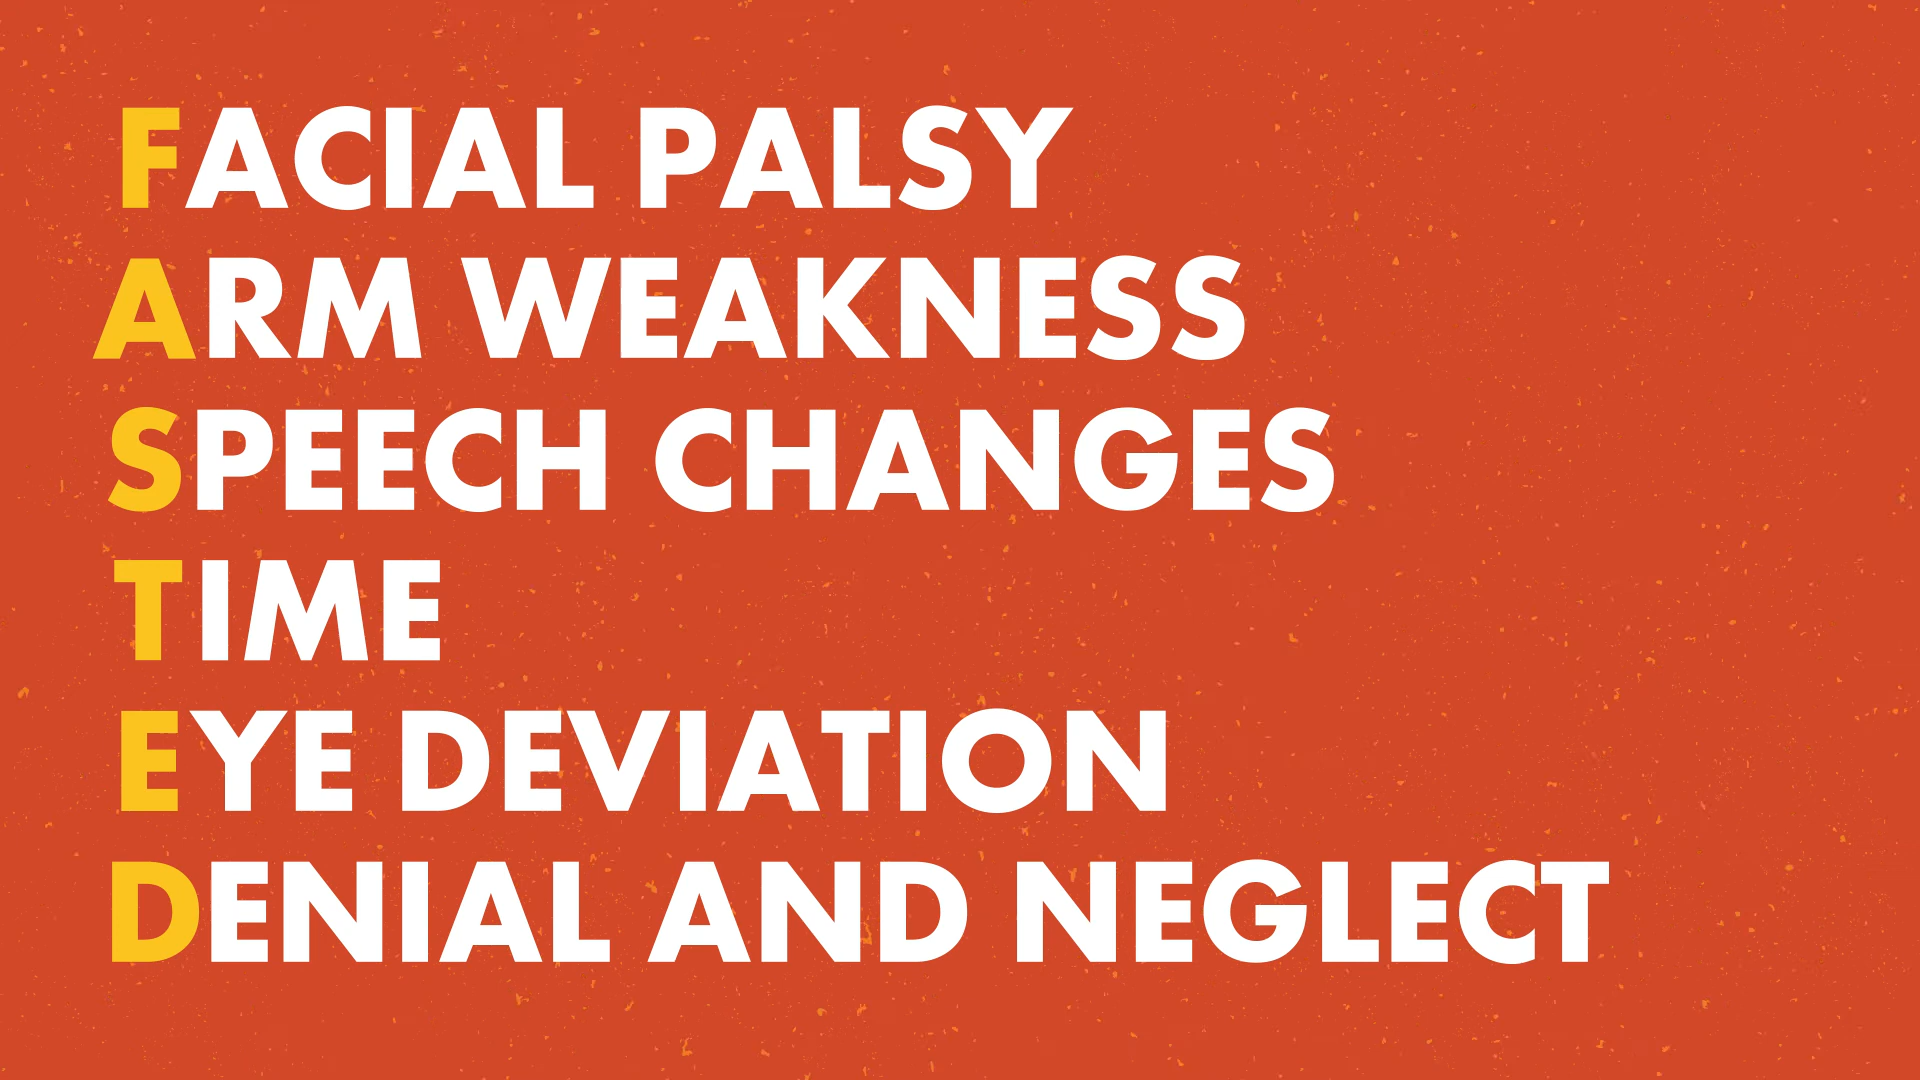 FACIAL PALSY
ARM WEAKNESS
SPEECH CHANGES
TIME
EYE DEVIATION
DENIAL AND NEGLECT